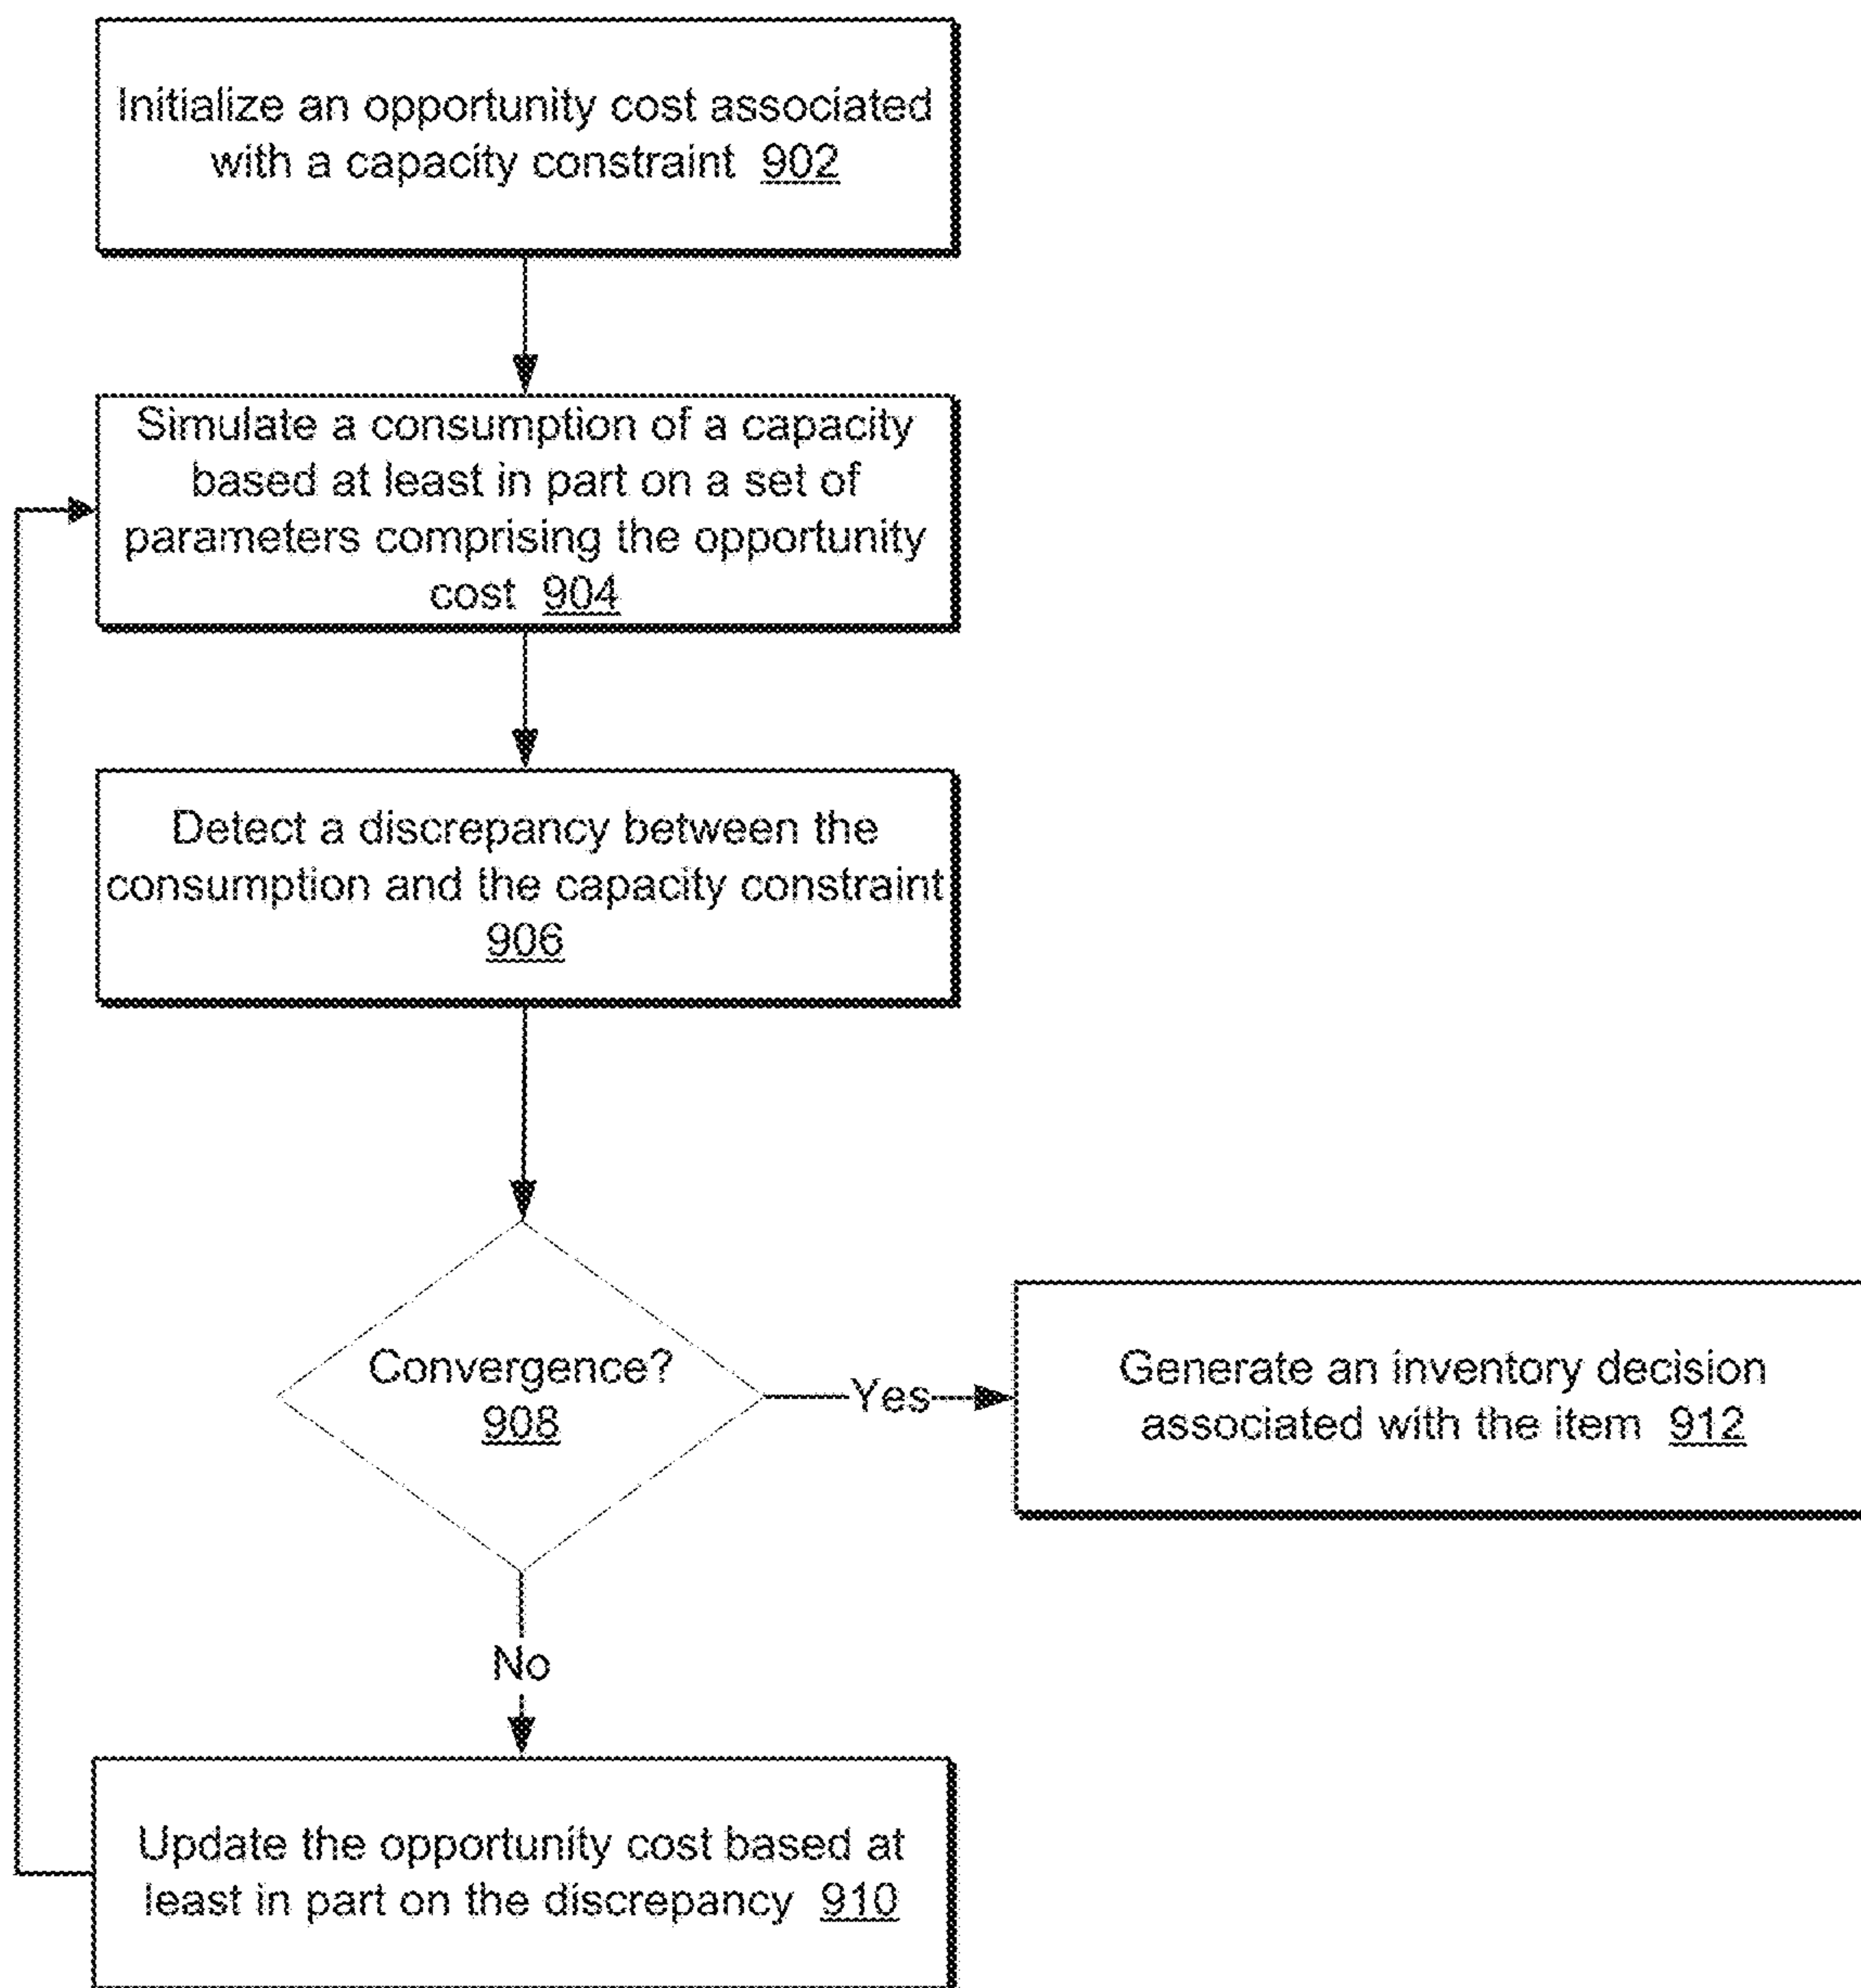 Initialize an opportunity cost associated
with a capacity constraint 902
Simulate a consumption of a capacity
based at least in part on a set of
parameters comprising the opportunity
cost 904
Detect a discrepancy between the
consumption and the capacity constraint
906
Convergence?
908
Yes
Generate an inventory decision
associated with the item 912
No
Update the opportunity cost based at
least in part on the discrepancy 910